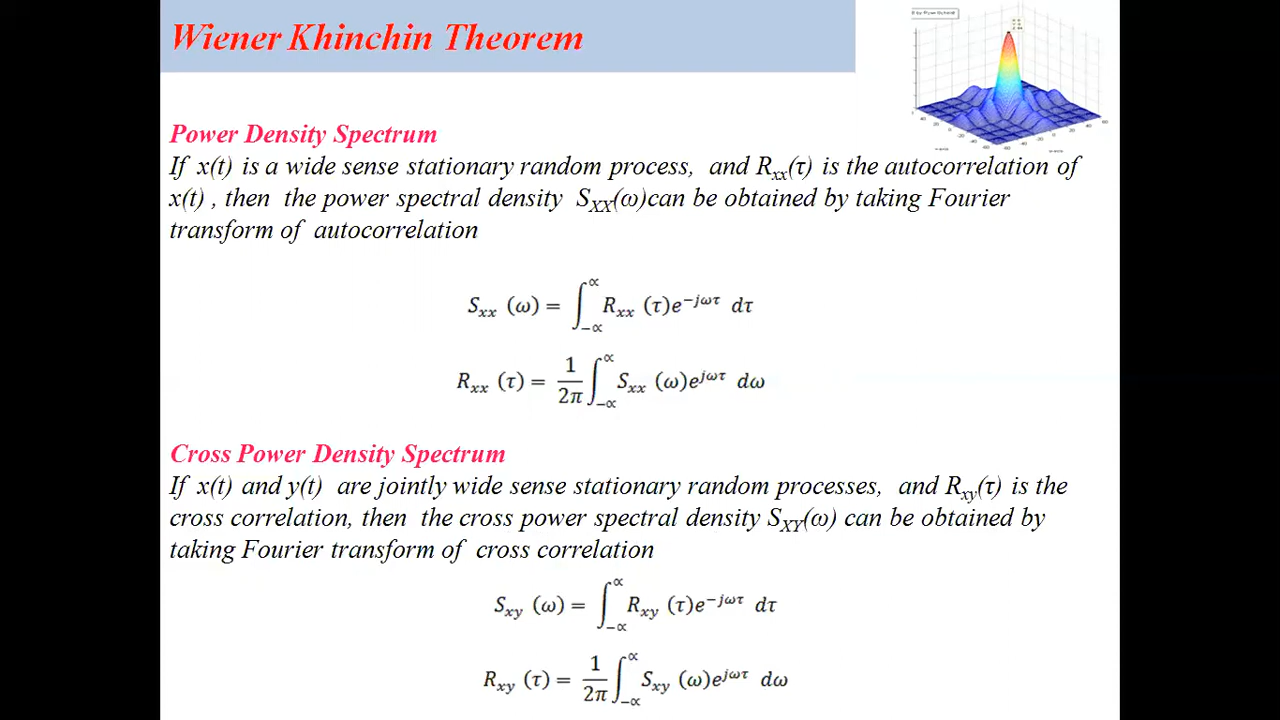 Wiener Khinchin Theorem
Power Density Spectrum
If x(t) is a wide sense stationary random process, and Rxx(τ) is the autocorrelation of
x(t) , then the power spectral density SXX(ω)can be obtained by taking Fourier
transform of autocorrelation
Sxx (ω) = ∫_{-∝}^{∝} Rxx (τ)e^{-jωτ} dτ
Rxx (τ) = 1/2π ∫_{-∝}^{∝} Sxx (ω)e^{jωτ} dω
Cross Power Density Spectrum
If x(t) and y(t) are jointly wide sense stationary random processes, and Rxy(τ) is the
cross correlation, then the cross power spectral density SXY(ω) can be obtained by
taking Fourier transform of cross correlation
Sxy (ω) = ∫_{-∝}^{∝} Rxy (τ)e^{-jωτ} dτ
Rxy (τ) = 1/2π ∫_{-∝}^{∝} Sxy (ω)e^{jωτ} dω